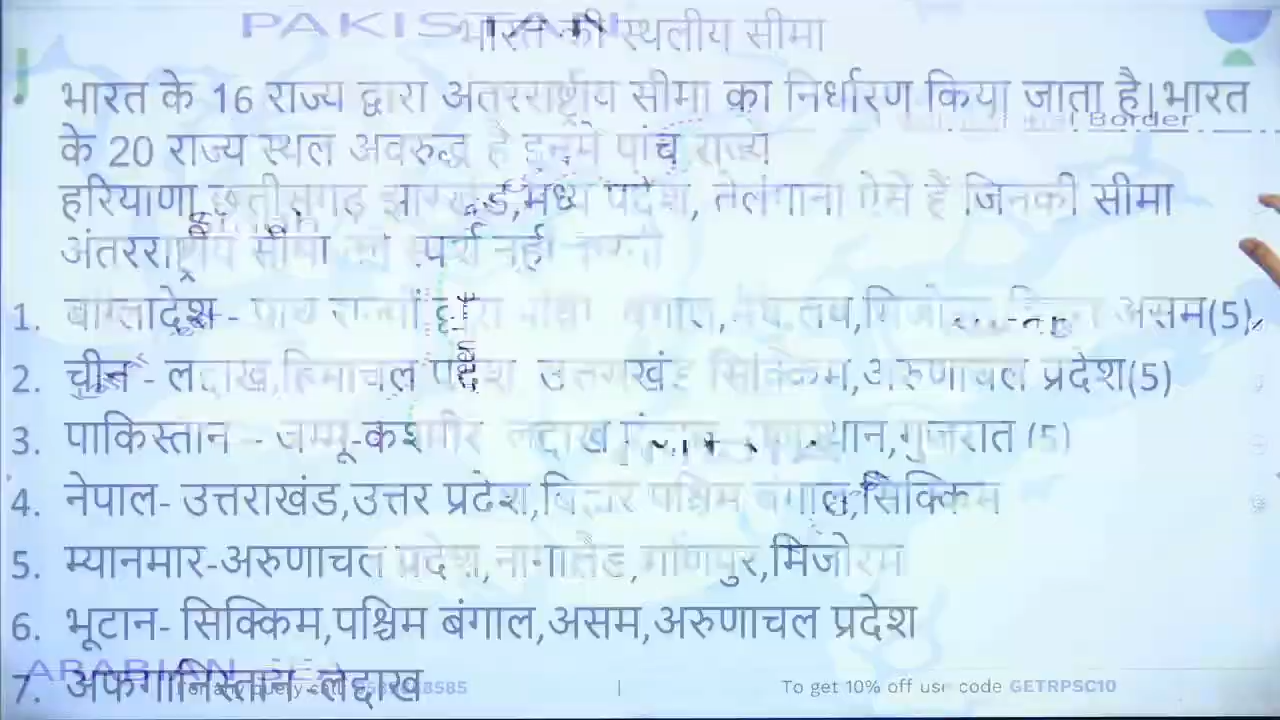 PAKISTAN
भारत की स्थलीय सीमा
• भारत के 16 राज्य द्वारा अंतरराष्ट्रीय सीमा का निर्धारण किया जाता है।भारत
Border
के 20 राज्य स्थल अवरुद्ध है इनमे पांच राज्य
हरियाणा,छत्तीसगढ़ झारखंड,मध्य प्रदेश, तेलंगाना ऐसे हैं जिनकी सीमा
अंतरराष्ट्रीय सीमा को स्पर्श नहीं करती
1. बांग्लादेश- पांच राज्यों द्वारा बंगाल, असम(5)
2. चीन - लद्दाख,हिमाचल प्रदेश उत्तराखंड सिक्किम,अरुणाचल प्रदेश(5)
3. पाकिस्तान - जम्मू-कश्मीर लद्दाख गुजरात (5)
4. नेपाल- उत्तराखंड,उत्तर प्रदेश,बिहार पश्चिम बंगाल,सिक्किम
5. म्यानमार-अरुणाचल प्रदेश,नागालैंड,मणिपुर,मिजोरम
6. भूटान- सिक्किम,पश्चिम बंगाल,असम,अरुणाचल प्रदेश
ARABIAN
7. अफगानिस्तान-लद्दाख
To get 10% off use code GETRPSC10